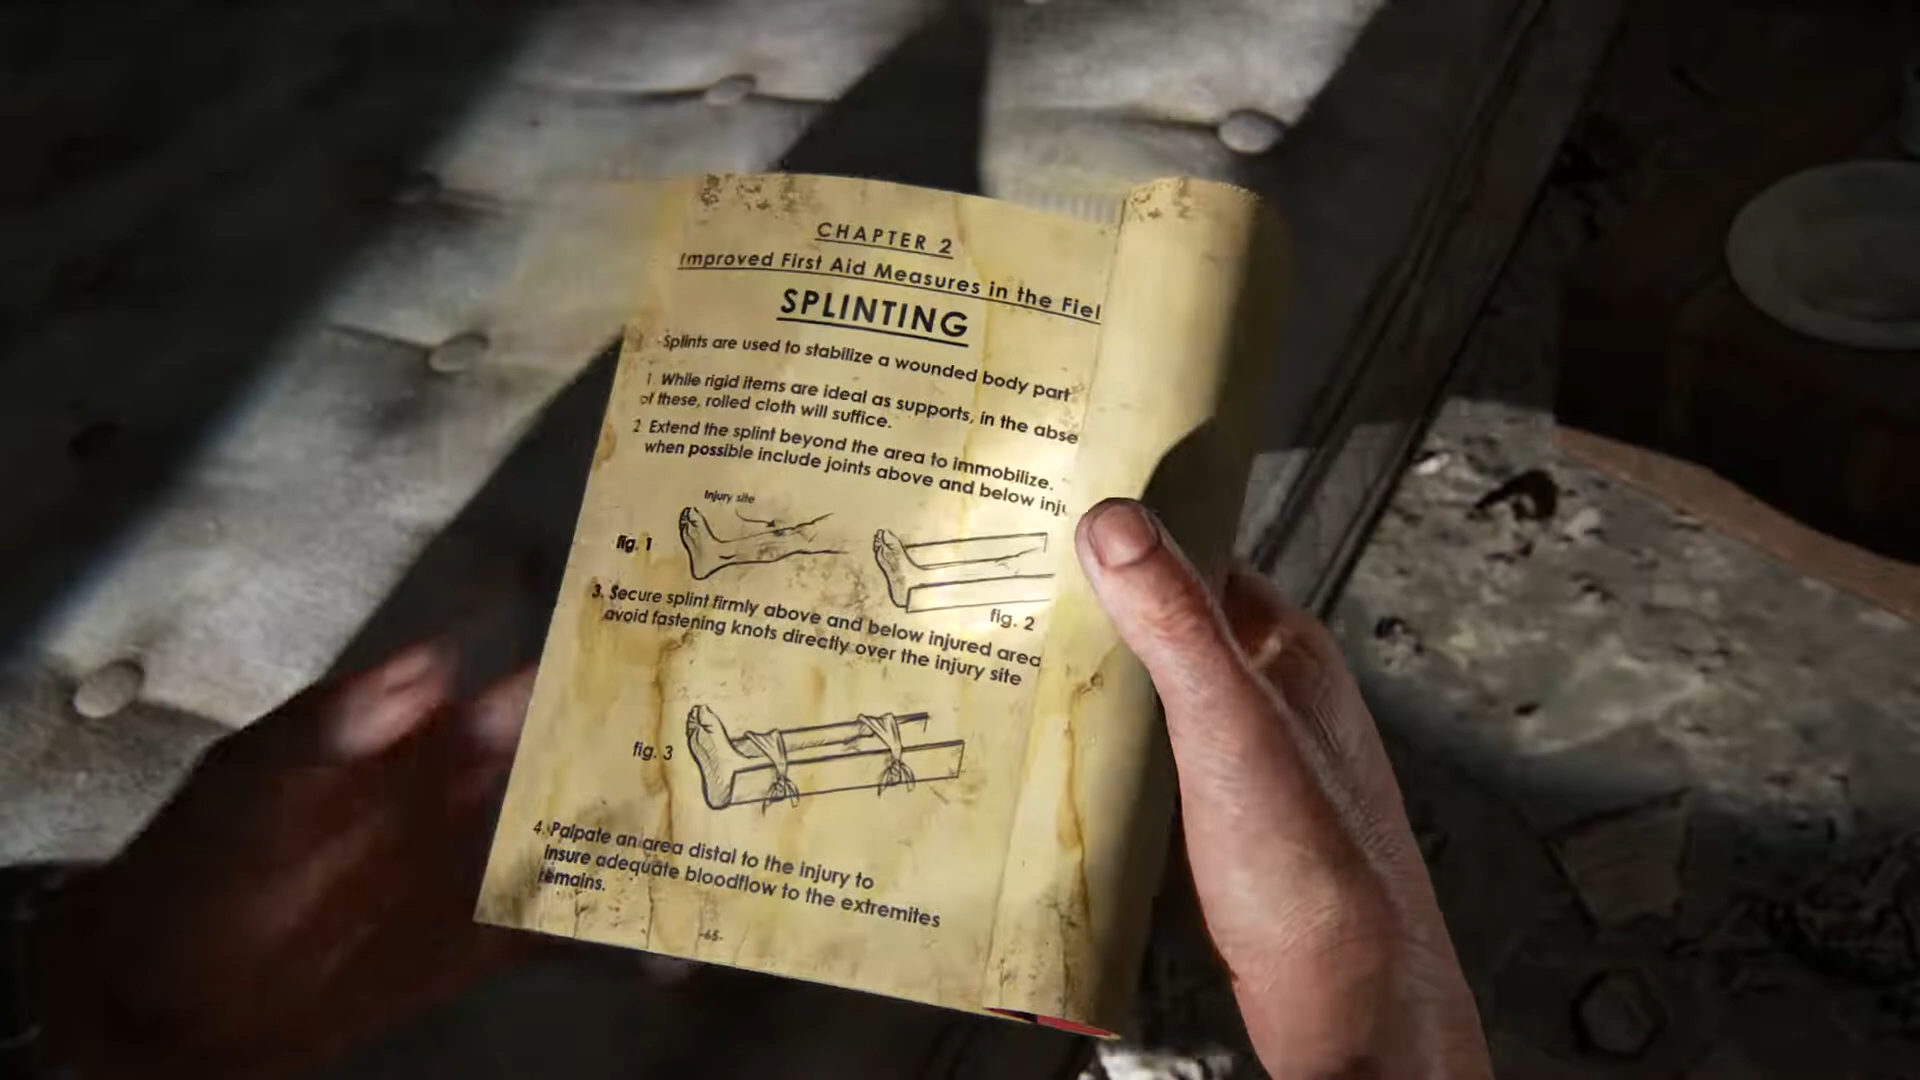 CHAPTER 2
Improved First Aid Measures in the Fiel
SPLINTING
-Splints are used to stabilize a wounded body part
1. While rigid items are ideal as supports, in the abse
of these, rolled cloth will suffice.
2. Extend the splint beyond the area to immobilize.
when possible include joints above and below inju
Injury site
fig. 1
fig. 2
3. Secure splint firmly above and below injured area
avoid fastening knots directly over the injury site
fig. 3
4. Palpate an area distal to the injury to
insure adequate bloodflow to the extremites
remains.
-65-